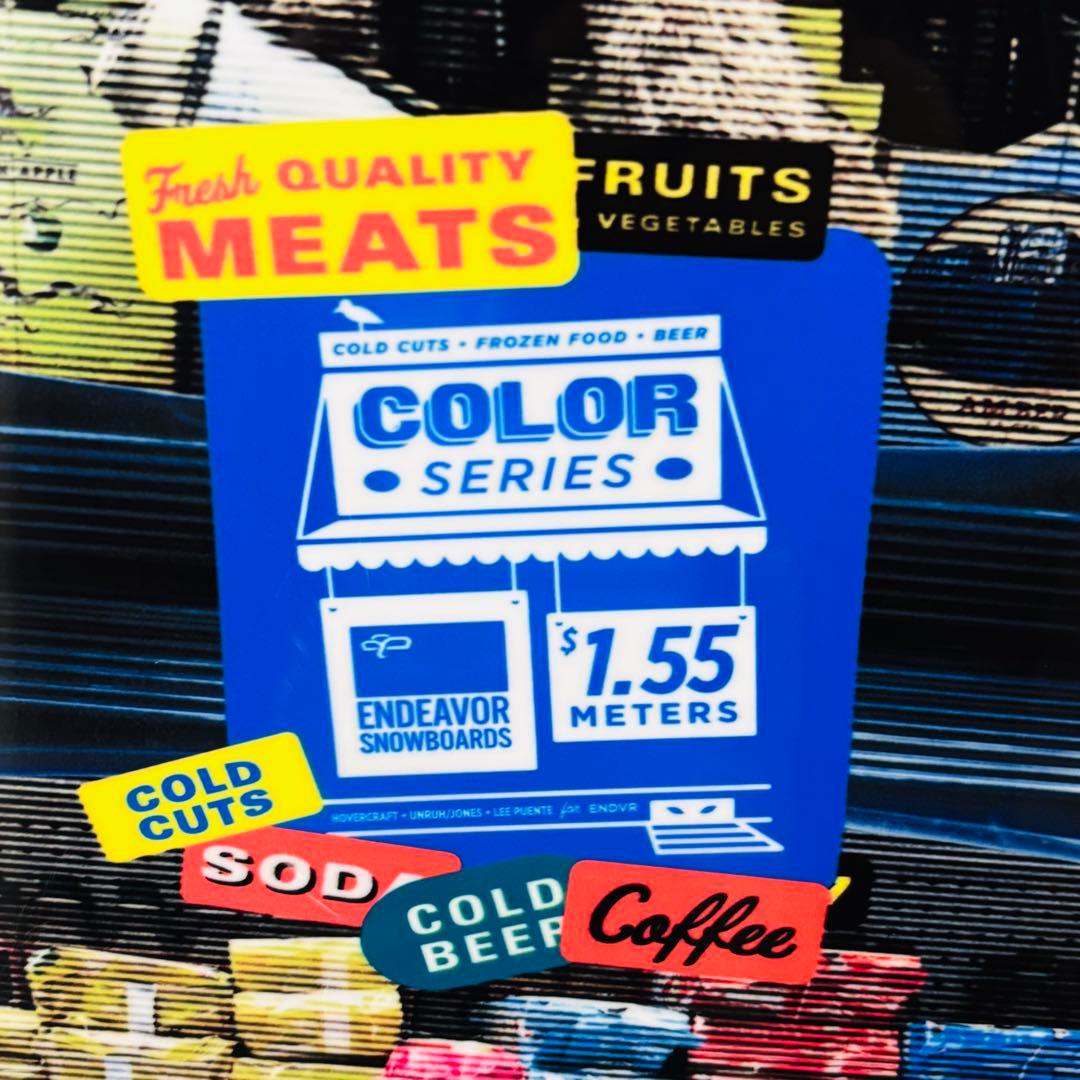 Fresh QUALITY
MEATS
FRUITS
VEGETABLES
COLD CUTS • FROZEN FOOD • BEER
COLOR
SERIES
ENDEAVOR
SNOWBOARDS
$1.55
METERS
HOVERCRAFT • UNRUH/JONES • LEE PUENTE for ENDVR
COLD
CUTS
SODA
COLD
BEER
Coffee